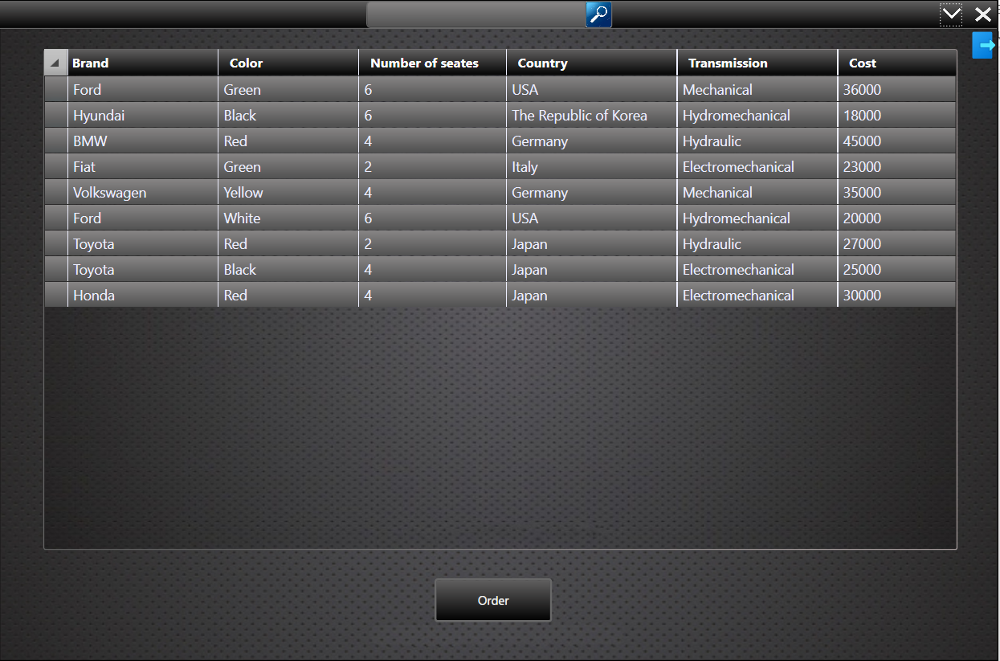 Brand Color Number of seates Country Transmission Cost
Ford Green 6 USA Mechanical 36000
Hyundai Black 6 The Republic of Korea Hydromechanical 18000
BMW Red 4 Germany Hydraulic 45000
Fiat Green 2 Italy Electromechanical 23000
Volkswagen Yellow 4 Germany Mechanical 35000
Ford White 6 USA Hydromechanical 20000
Toyota Red 2 Japan Hydraulic 27000
Toyota Black 4 Japan Electromechanical 25000
Honda Red 4 Japan Electromechanical 30000
Order